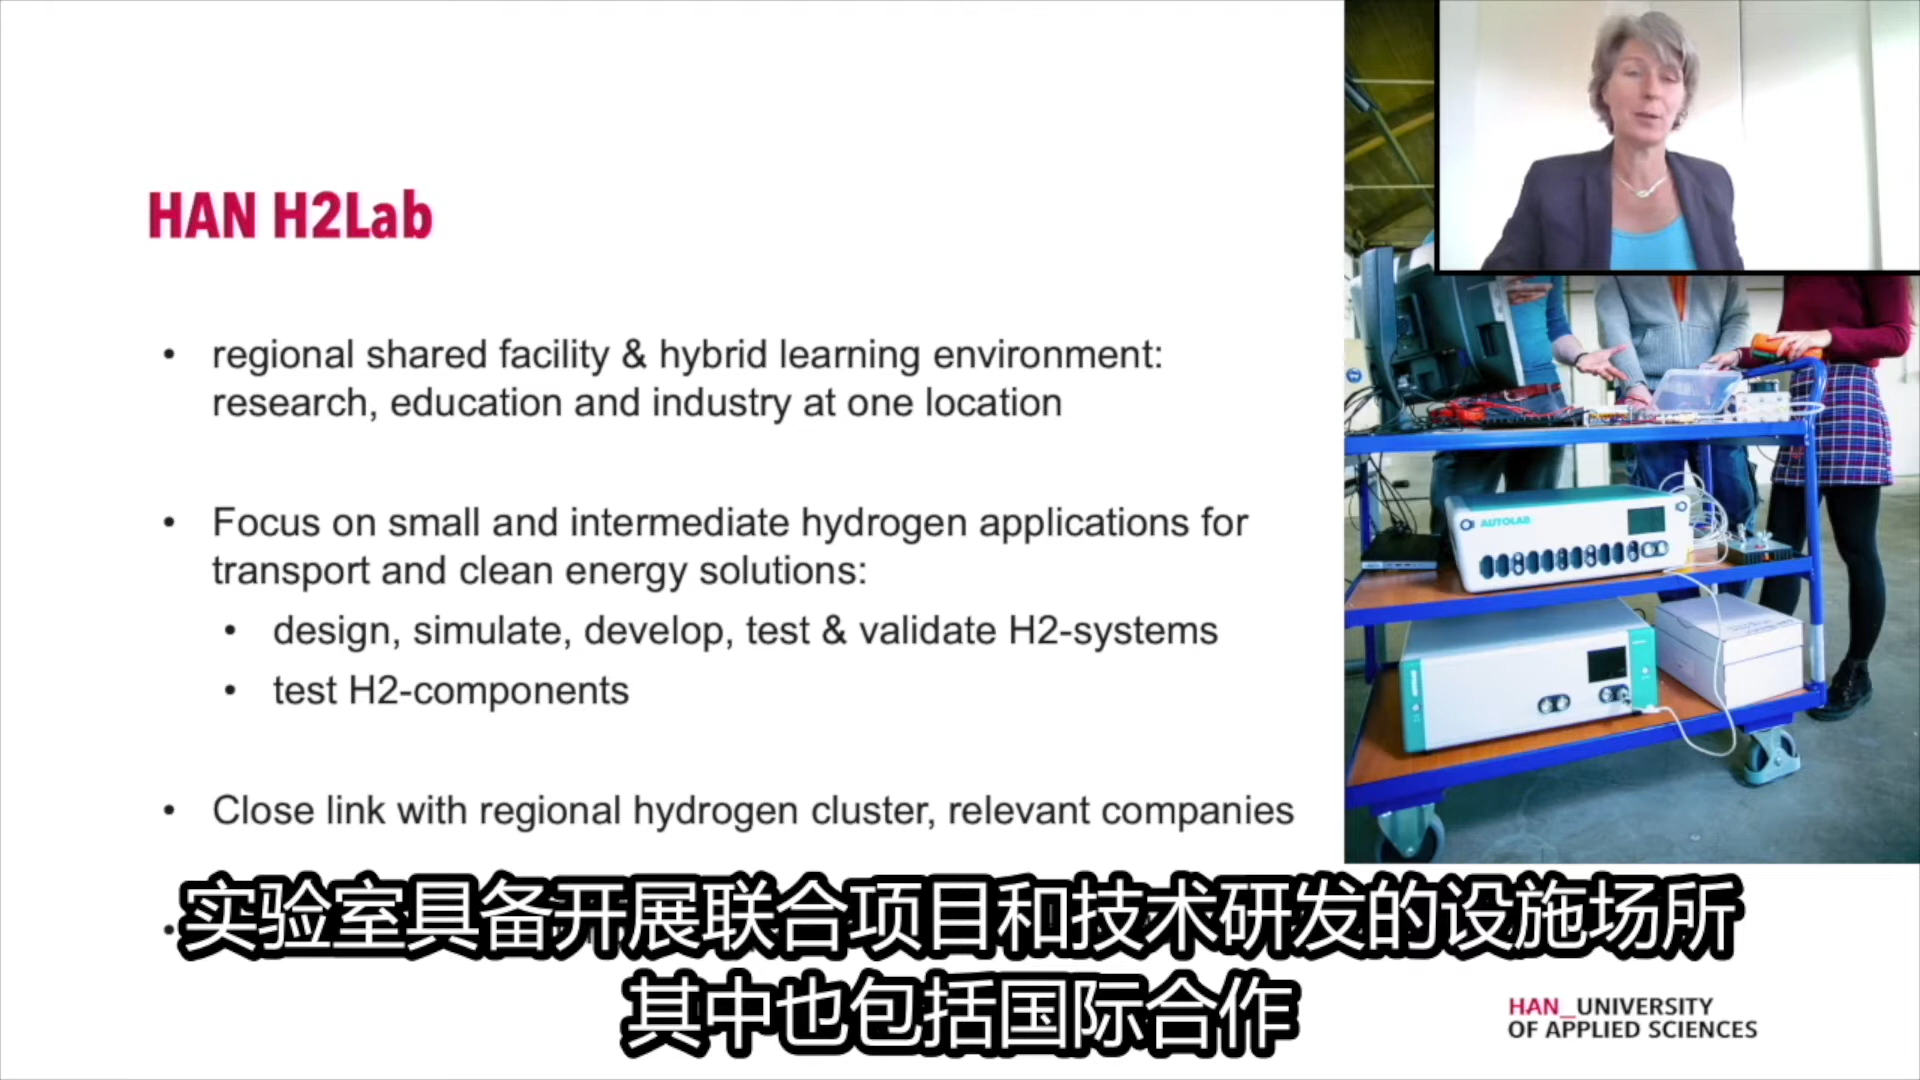 HAN H2Lab
• regional shared facility & hybrid learning environment:
research, education and industry at one location
• Focus on small and intermediate hydrogen applications for
transport and clean energy solutions:
• design, simulate, develop, test & validate H2-systems
• test H2-components
• Close link with regional hydrogen cluster, relevant companies
AUTOLAB
实验室具备开展联合项目和技术研发的设施场所
其中也包括国际合作
HAN_UNIVERSITY
OF APPLIED SCIENCES